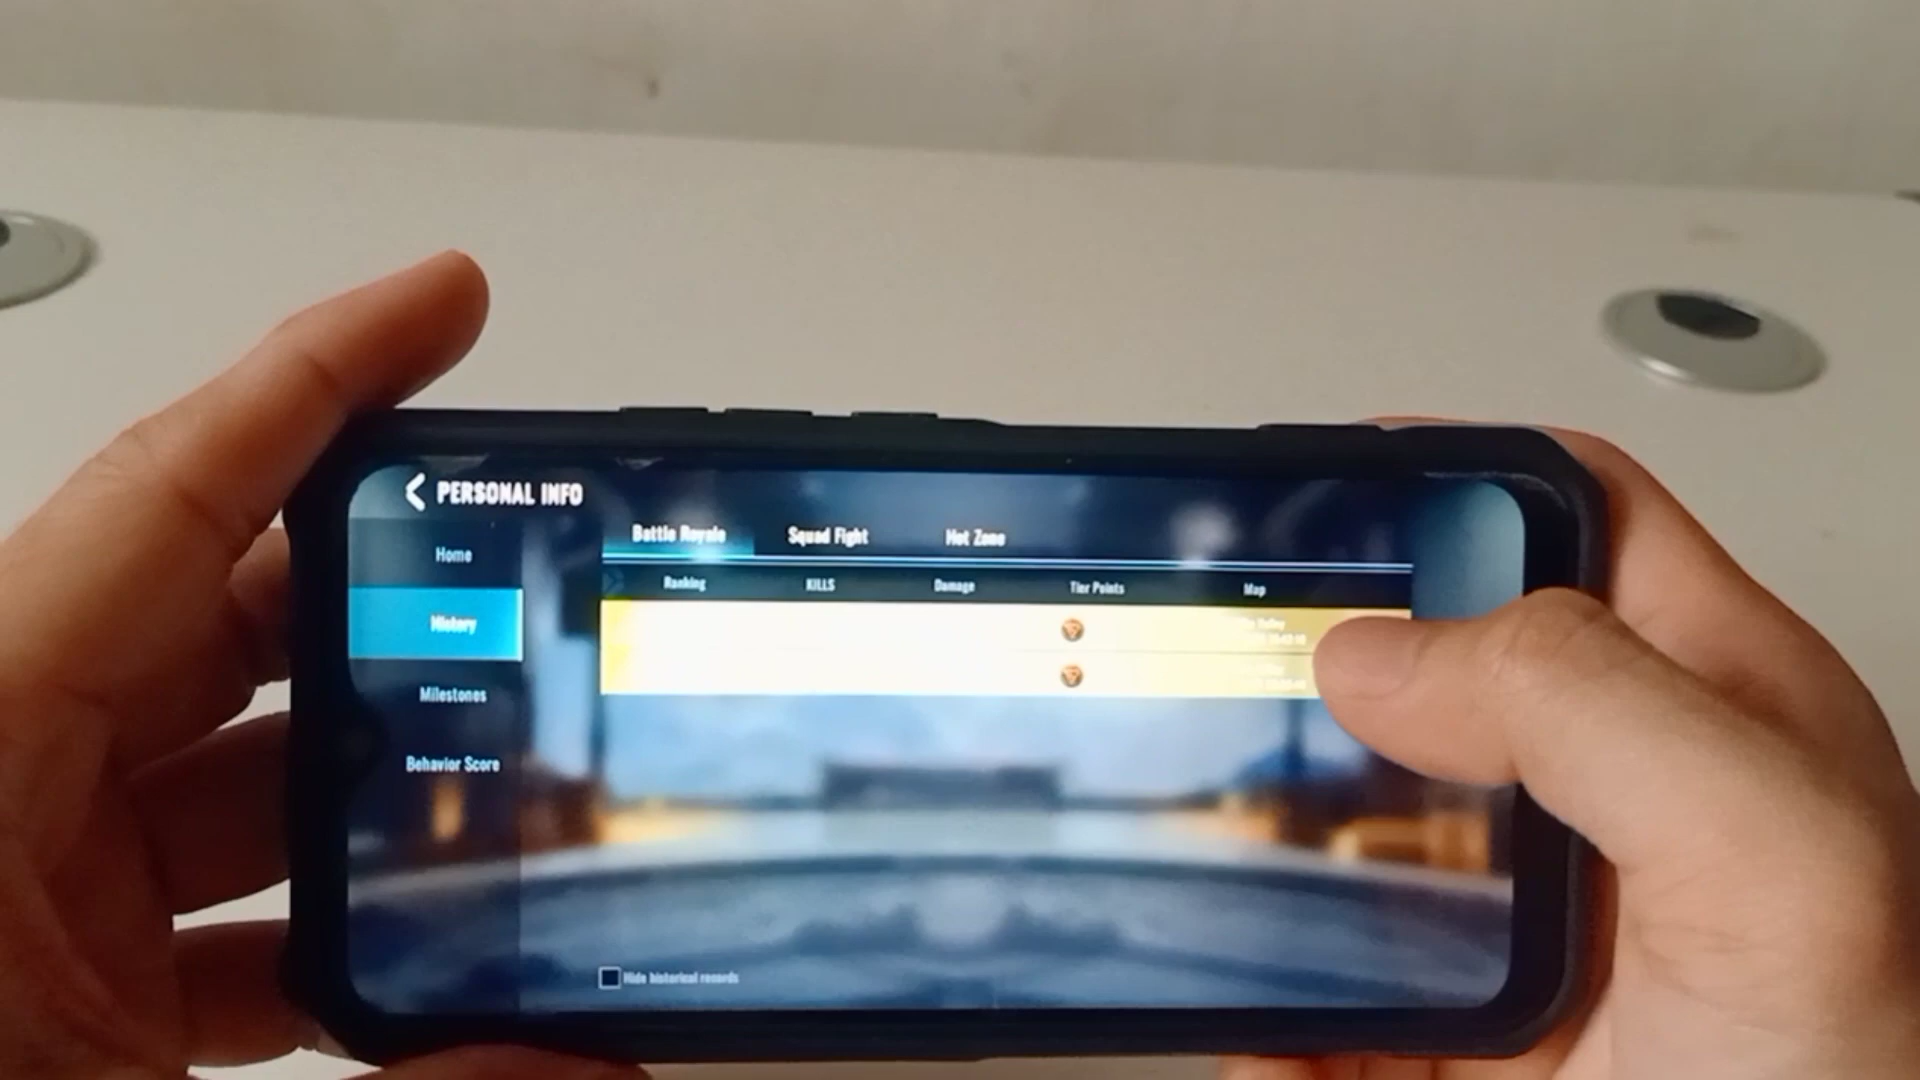 PERSONAL INFO
Battle Royale Squad Fight Hot Zone
Home
Ranking KILLS Damage Tier Points Map
History
Milestones
Behavior Score
Hide historical records